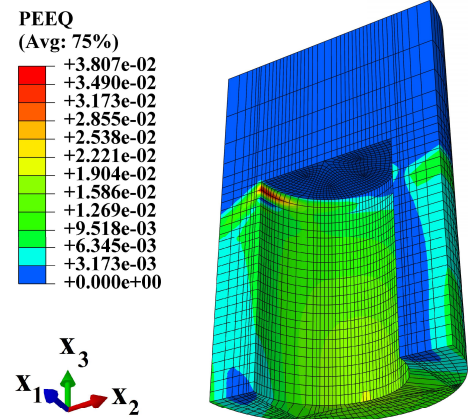 PEEQ
(Avg: 75%)
+3.807e-02
+3.490e-02
+3.173e-02
+2.855e-02
+2.538e-02
+2.221e-02
+1.904e-02
+1.586e-02
+1.269e-02
+9.518e-03
+6.345e-03
+3.173e-03
+0.000e+00
X3
X1
X2